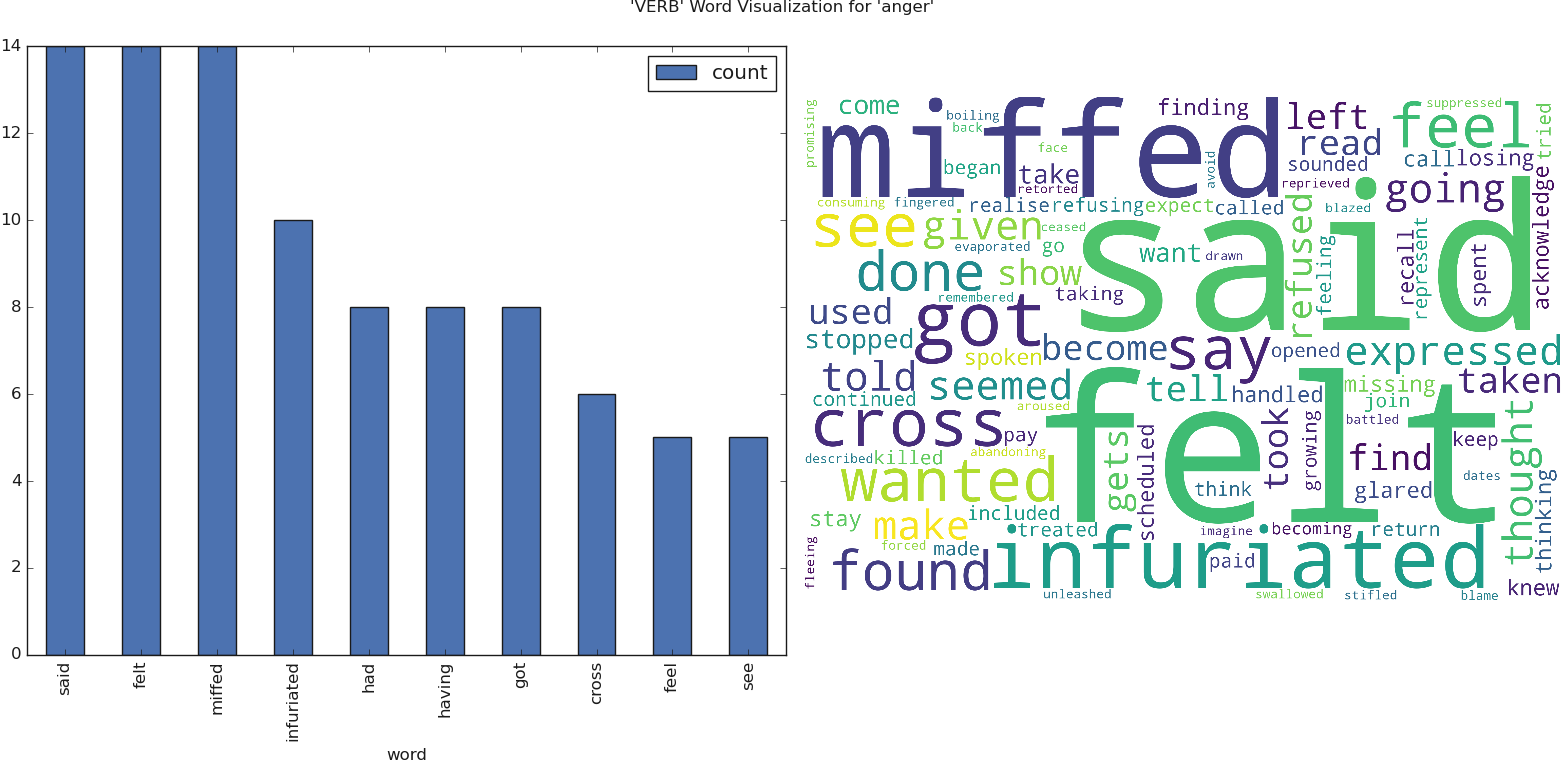 'VERB' Word Visualization for 'anger'
14
12
10
8
6
4
2
0
count
said
felt
miffed
infuriated
had
having
got
cross
feel
see
word
promising
come
boiling
back
miffed
finding
left
feel
suppressed
tried
began
face
take
retorted
avoid
read
sounded
reprieved
call
losing
going
acknowledge
consuming
fingered
realise
refusing
expect
called
blazed
see
given
ceased
evaporated
go
said
want
drawn
refused
feeling
recall
represent
spent
done
show
taking
remembered
used
got
stopped
spoken
become
say
opened
expressed
told
seemed
tell
handled
missing
taken
continued
aroused
felt
join
battled
cross
pay
took
growing
keep
thought
described
killed
abandoning
gets
scheduled
find
wanted
think
glared
dates
thinking
stay
make
included
treated
imagine
becoming
return
fleeing
forced
made
infuriated
found
paid
knew
unleashed
swallowed
stifled
blame